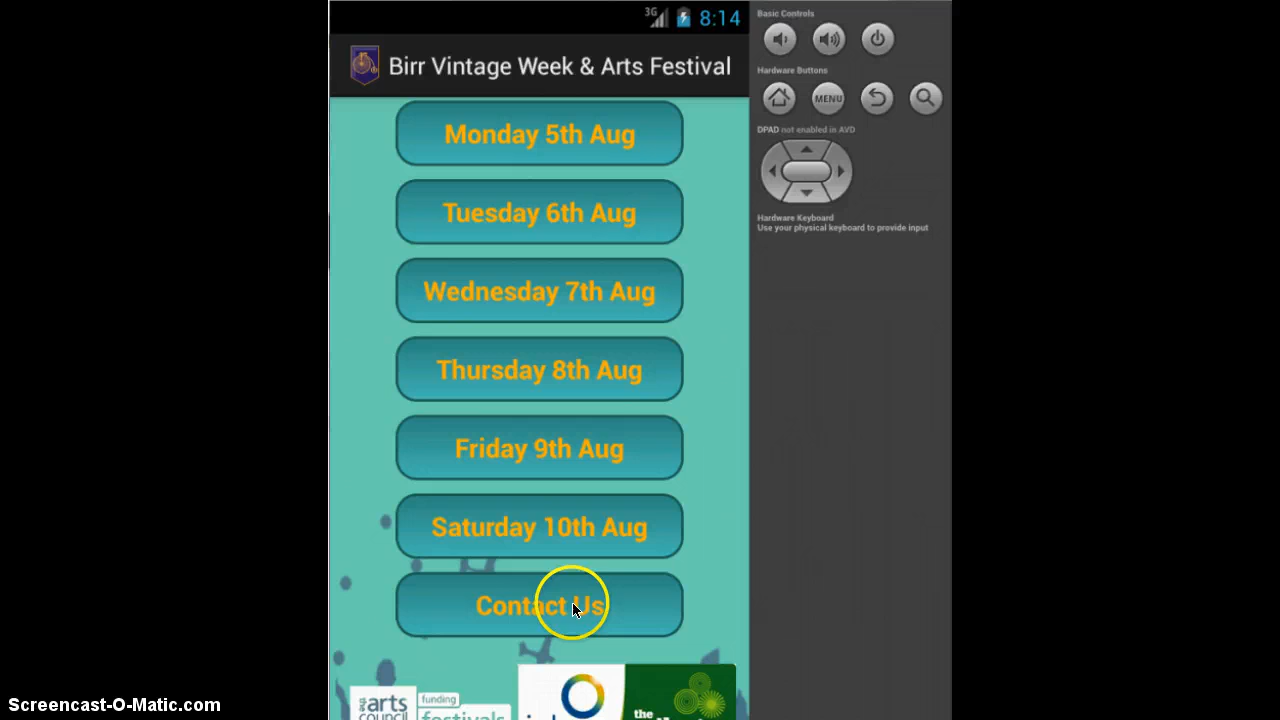 3G 8:14
Birr Vintage Week & Arts Festival
Monday 5th Aug
Tuesday 6th Aug
Wednesday 7th Aug
Thursday 8th Aug
Friday 9th Aug
Saturday 10th Aug
Contact Us
the arts
council
funding
festivals
the
Basic Controls
Hardware Buttons
MENU
DPAD not enabled in AVD
Hardware Keyboard
Use your physical keyboard to provide input
Screencast-O-Matic.com